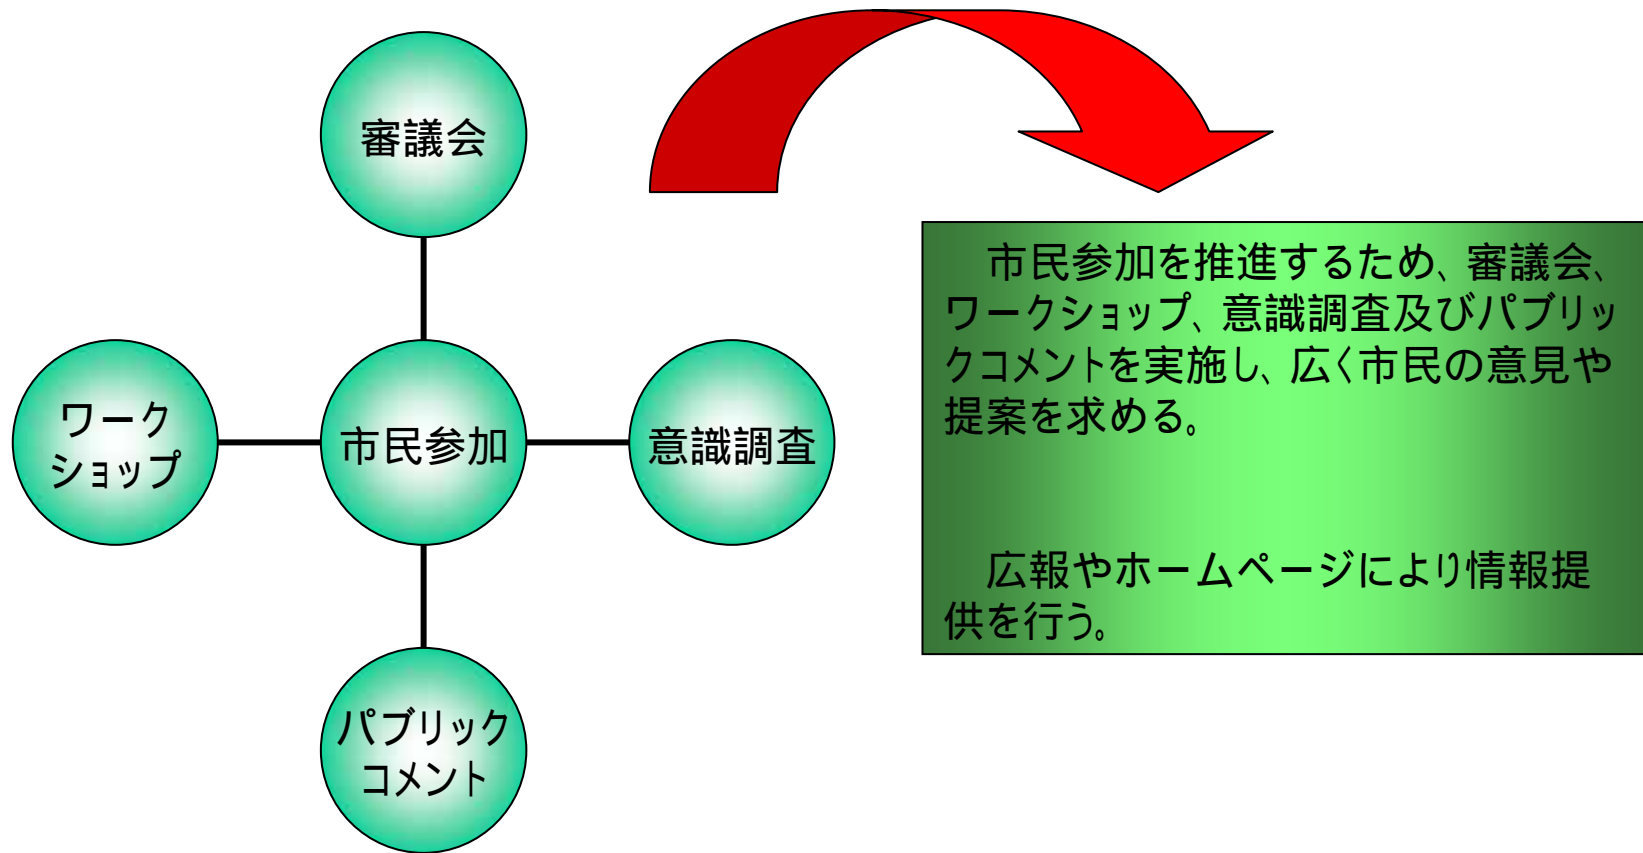 審議会
ワーク
ショップ
市民参加
意識調査
パブリック
コメント
市民参加を推進するため、審議会、
ワークショップ、意識調査及びパブリッ
クコメントを実施し、広く市民の意見や
提案を求める。
広報やホームページにより情報提
供を行う。